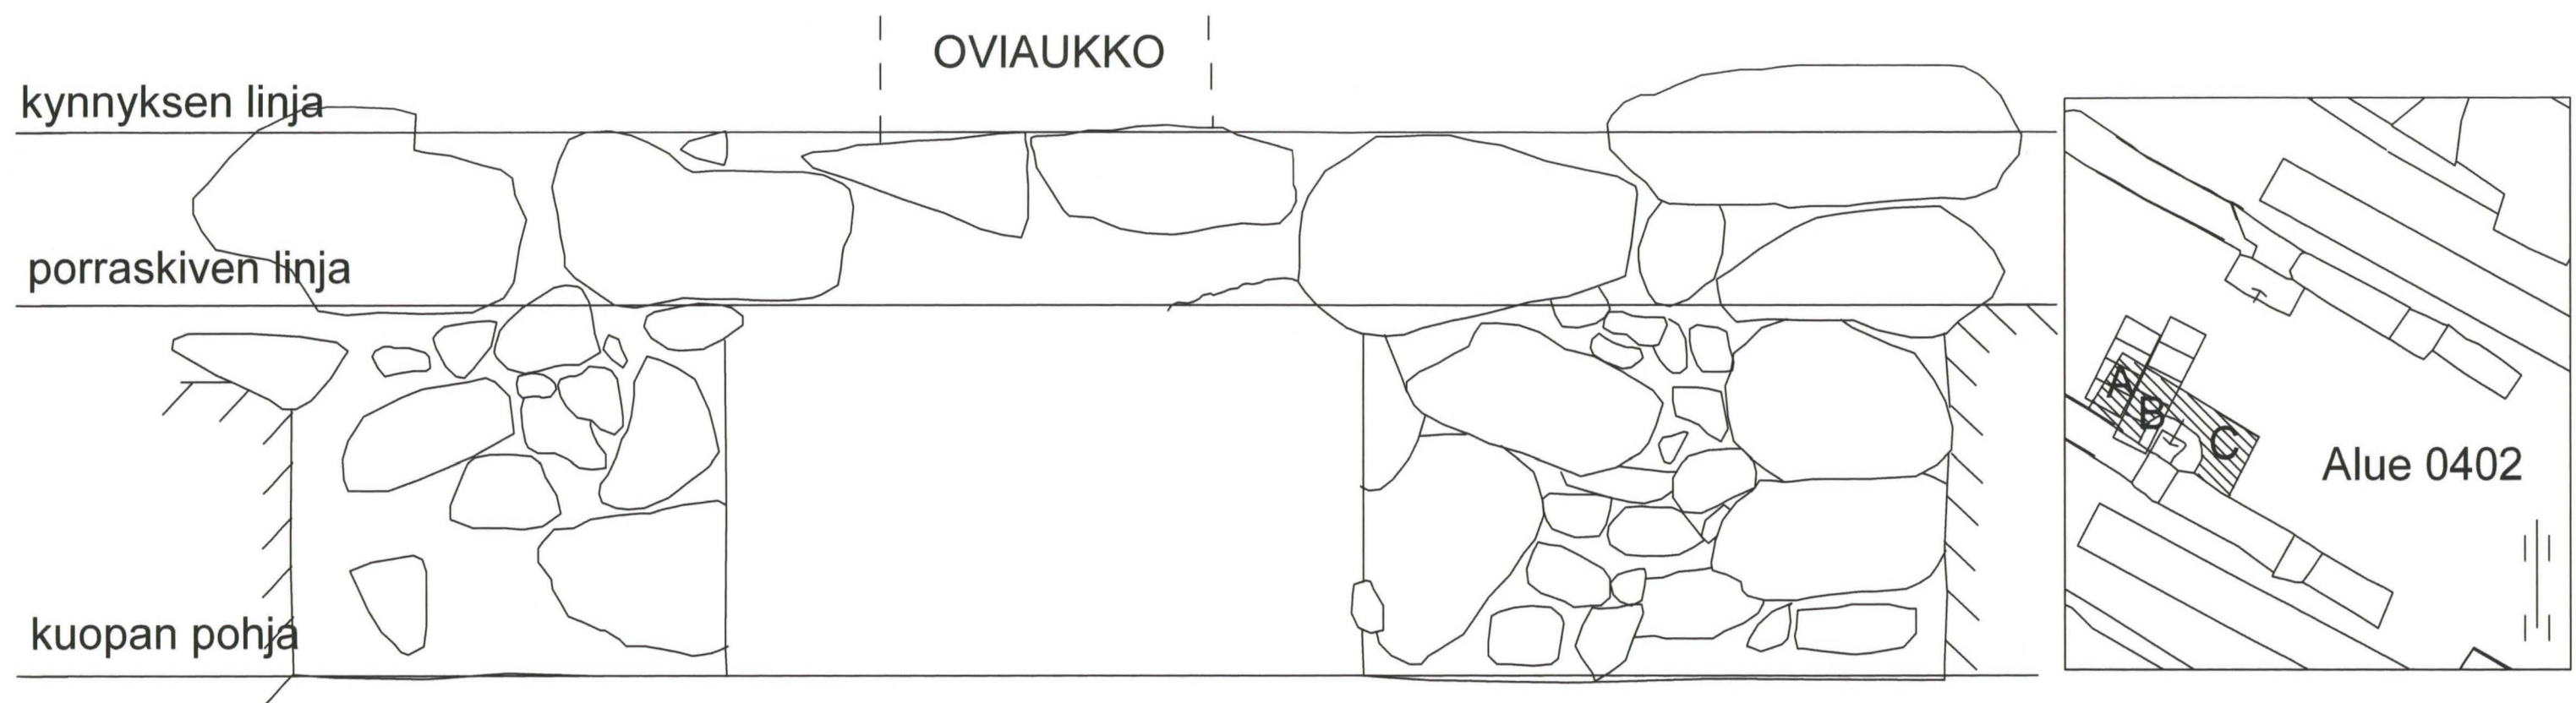 OVIAUKKO
kynnyksen linja
porraskiven linja
kuopan pohja
A
B
C
Alue 0402